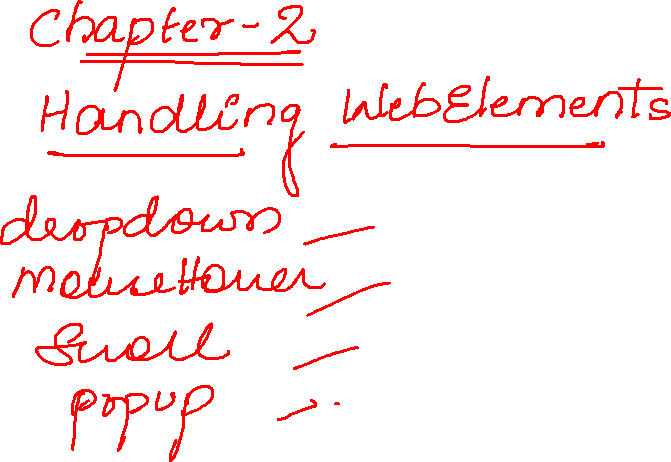 Chapter-2
Handling WebElements
dropdown
MouseHover
Scroll
popup